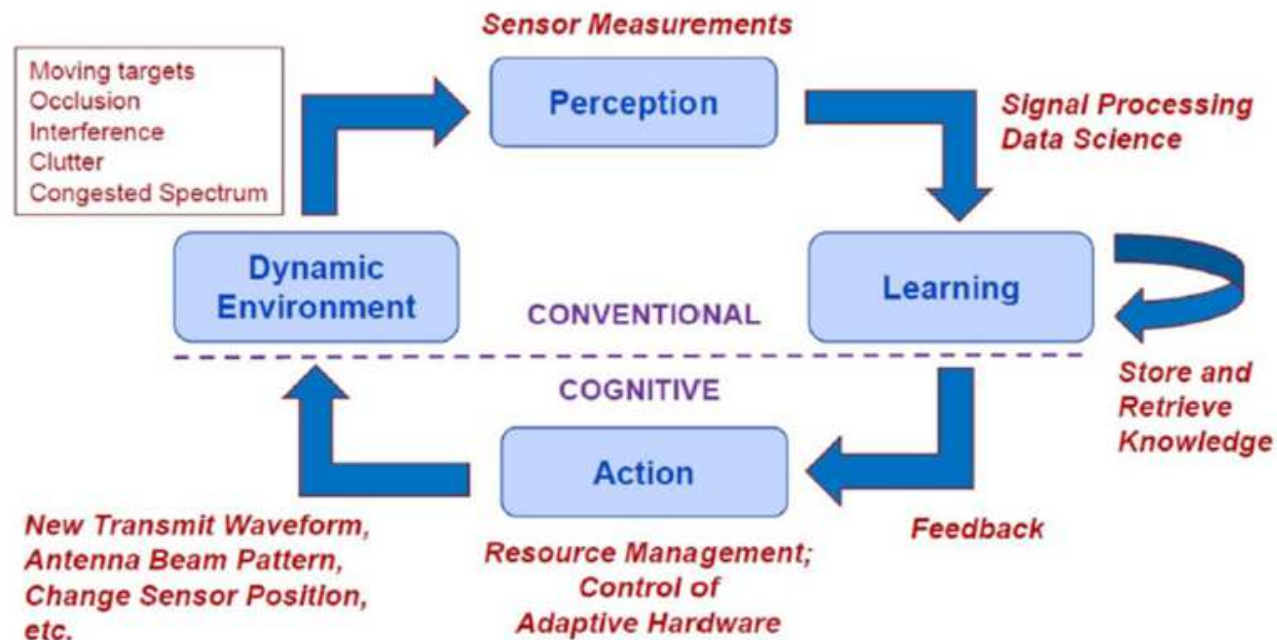 Sensor Measurements
Moving targets
Occlusion
Interference
Clutter
Congested Spectrum
Perception
Signal Processing
Data Science
Dynamic
Environment
Learning
CONVENTIONAL
COGNITIVE
Store and
Retrieve
Knowledge
Action
New Transmit Waveform,
Antenna Beam Pattern,
Change Sensor Position,
etc.
Resource Management;
Control of
Adaptive Hardware
Feedback